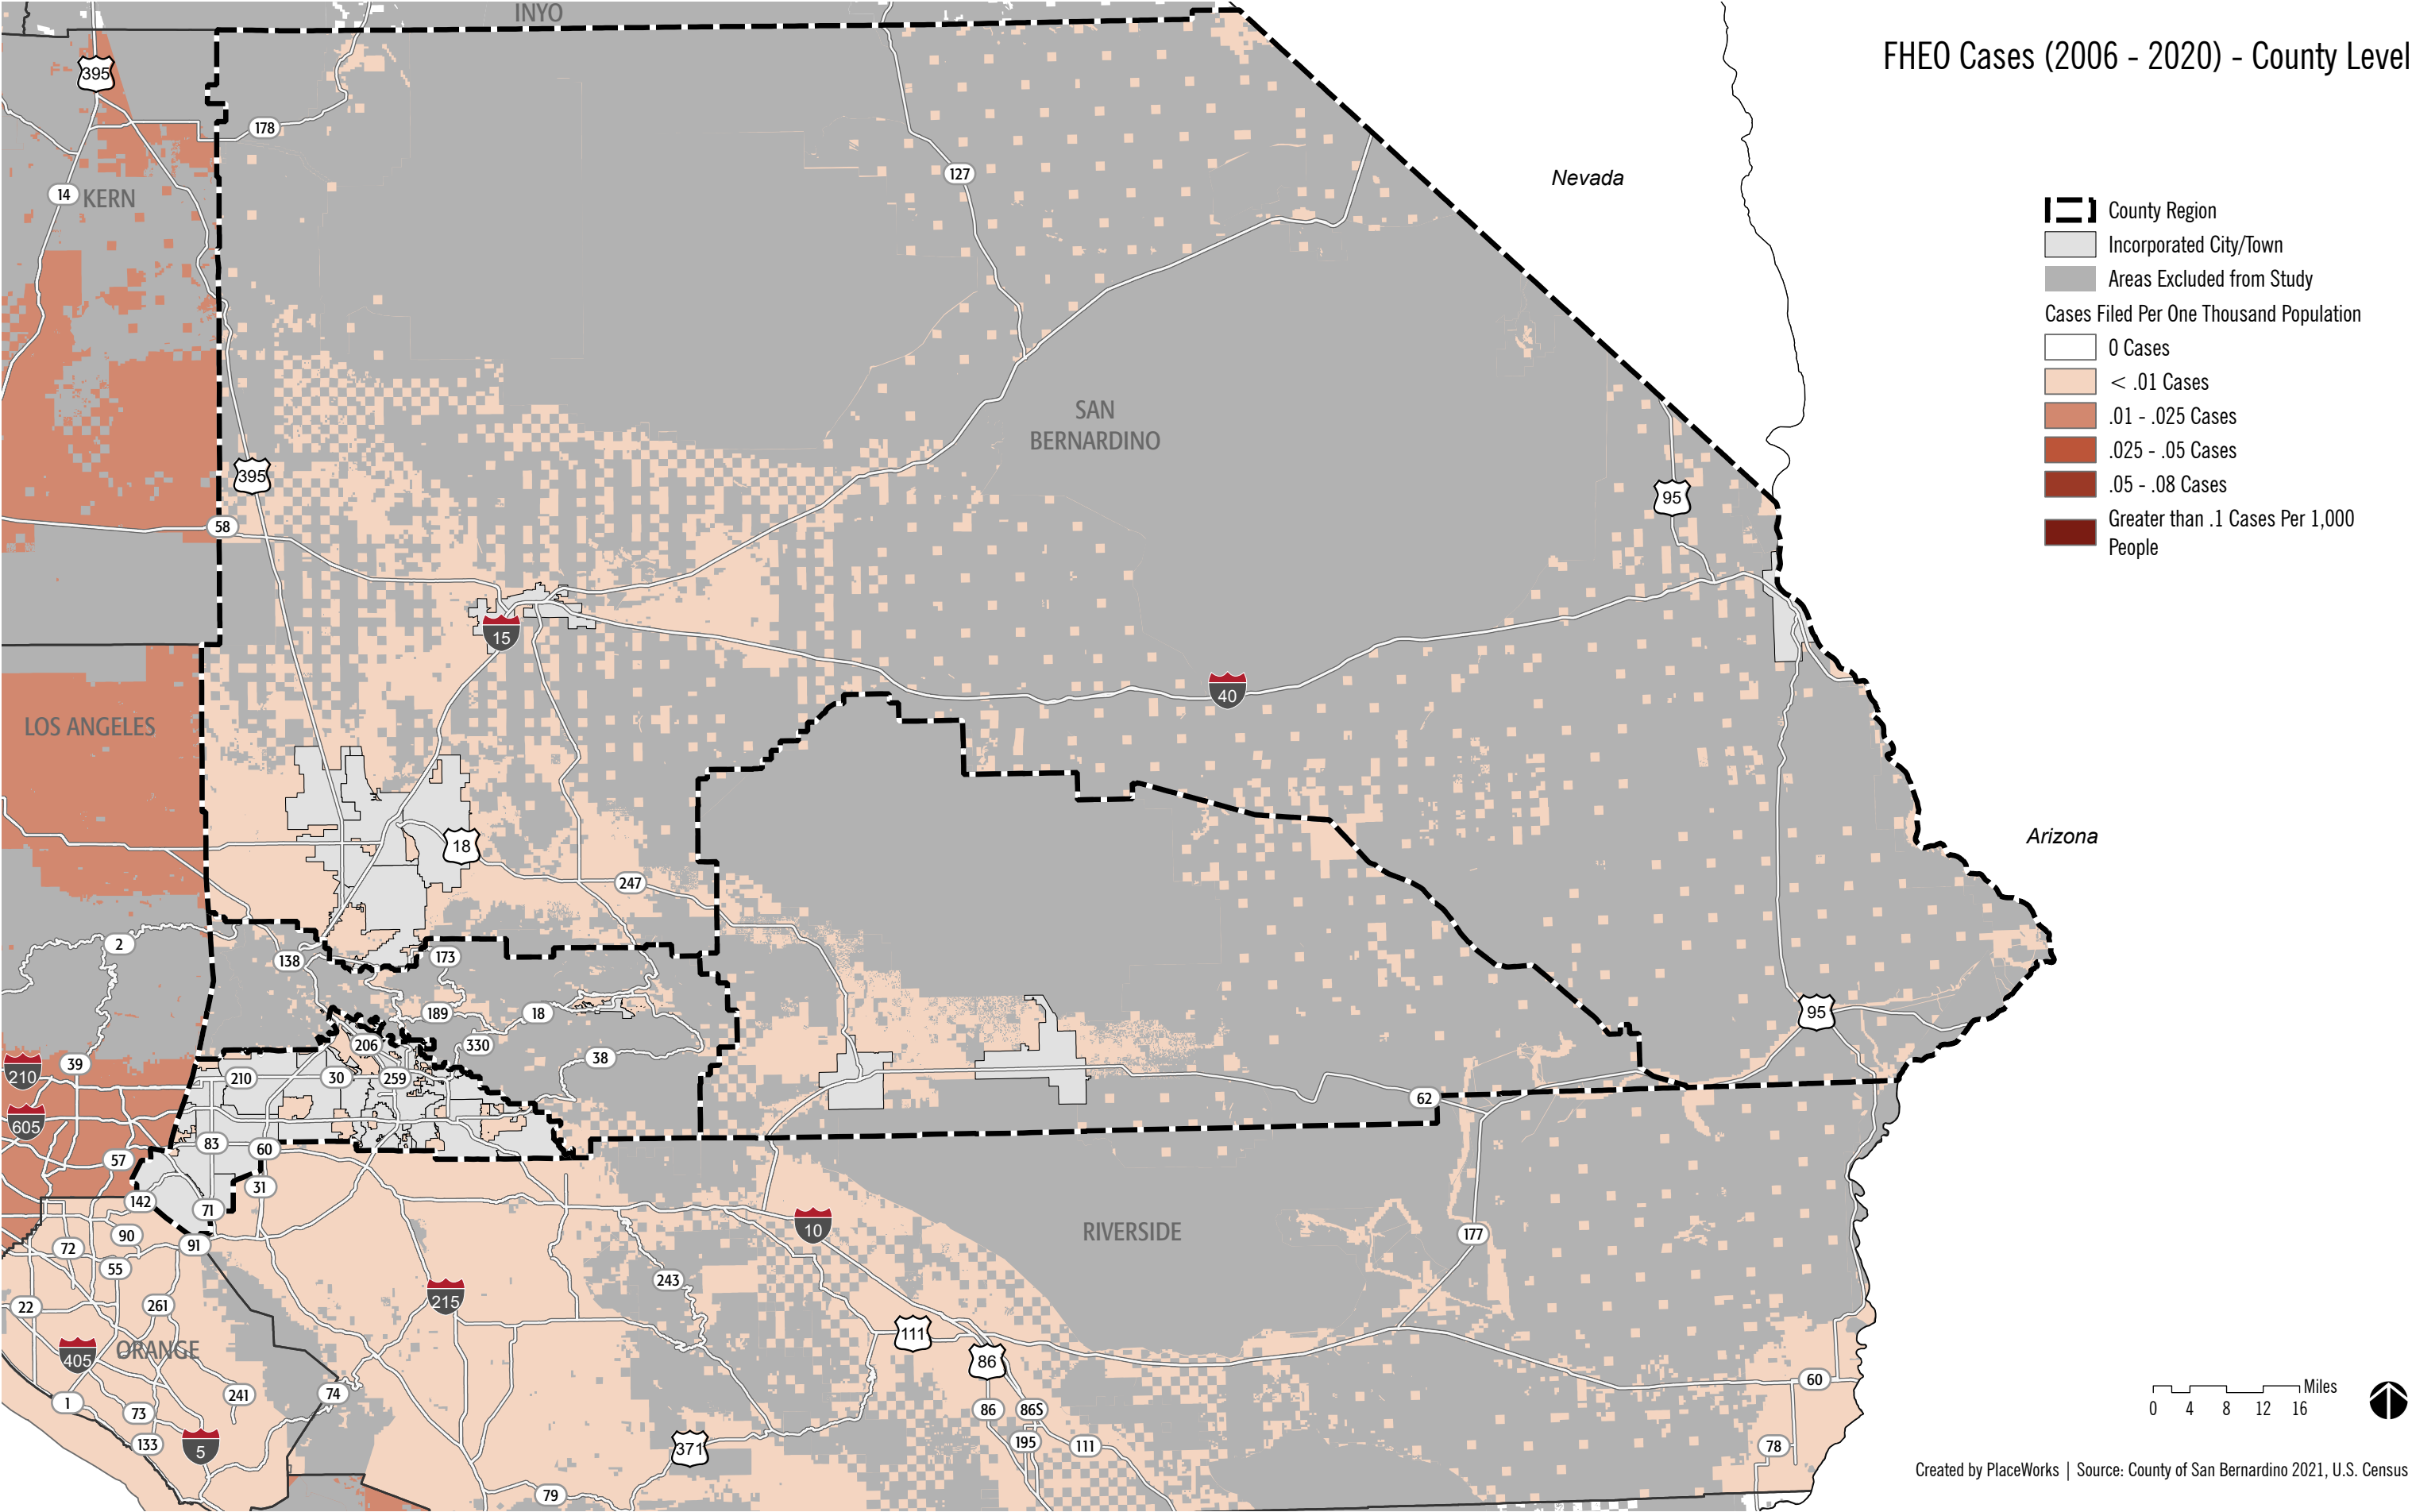 FHEO Cases (2006 - 2020) - County Level
INYO
395
178
127
14
KERN
Nevada
County Region
Incorporated City/Town
Areas Excluded from Study
Cases Filed Per One Thousand Population
0 Cases
< .01 Cases
.01 - .025 Cases
.025 - .05 Cases
.05 - .08 Cases
Greater than .1 Cases Per 1,000
People
SAN
BERNARDINO
395
95
58
15
40
LOS ANGELES
18
Arizona
247
2
138
173
189
18
95
206
330
38
39
210
210
30
259
62
605
83
60
57
31
142
71
10
RIVERSIDE
177
90
91
72
55
243
22
261
215
111
405
ORANGE
86
60
241
74
1
73
86
86S
133
5
371
195
111
78
79
Miles
0 4 8 12 16
Created by PlaceWorks | Source: County of San Bernardino 2021, U.S. Census